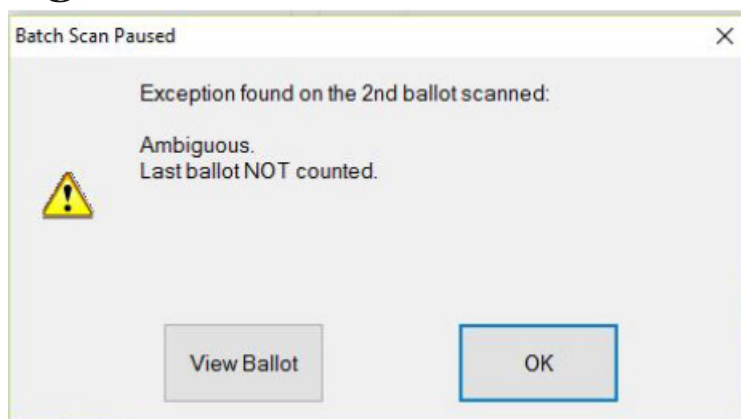 Batch Scan Paused
Exception found on the 2nd ballot scanned:
Ambiguous.
Last ballot NOT counted.
View Ballot
OK